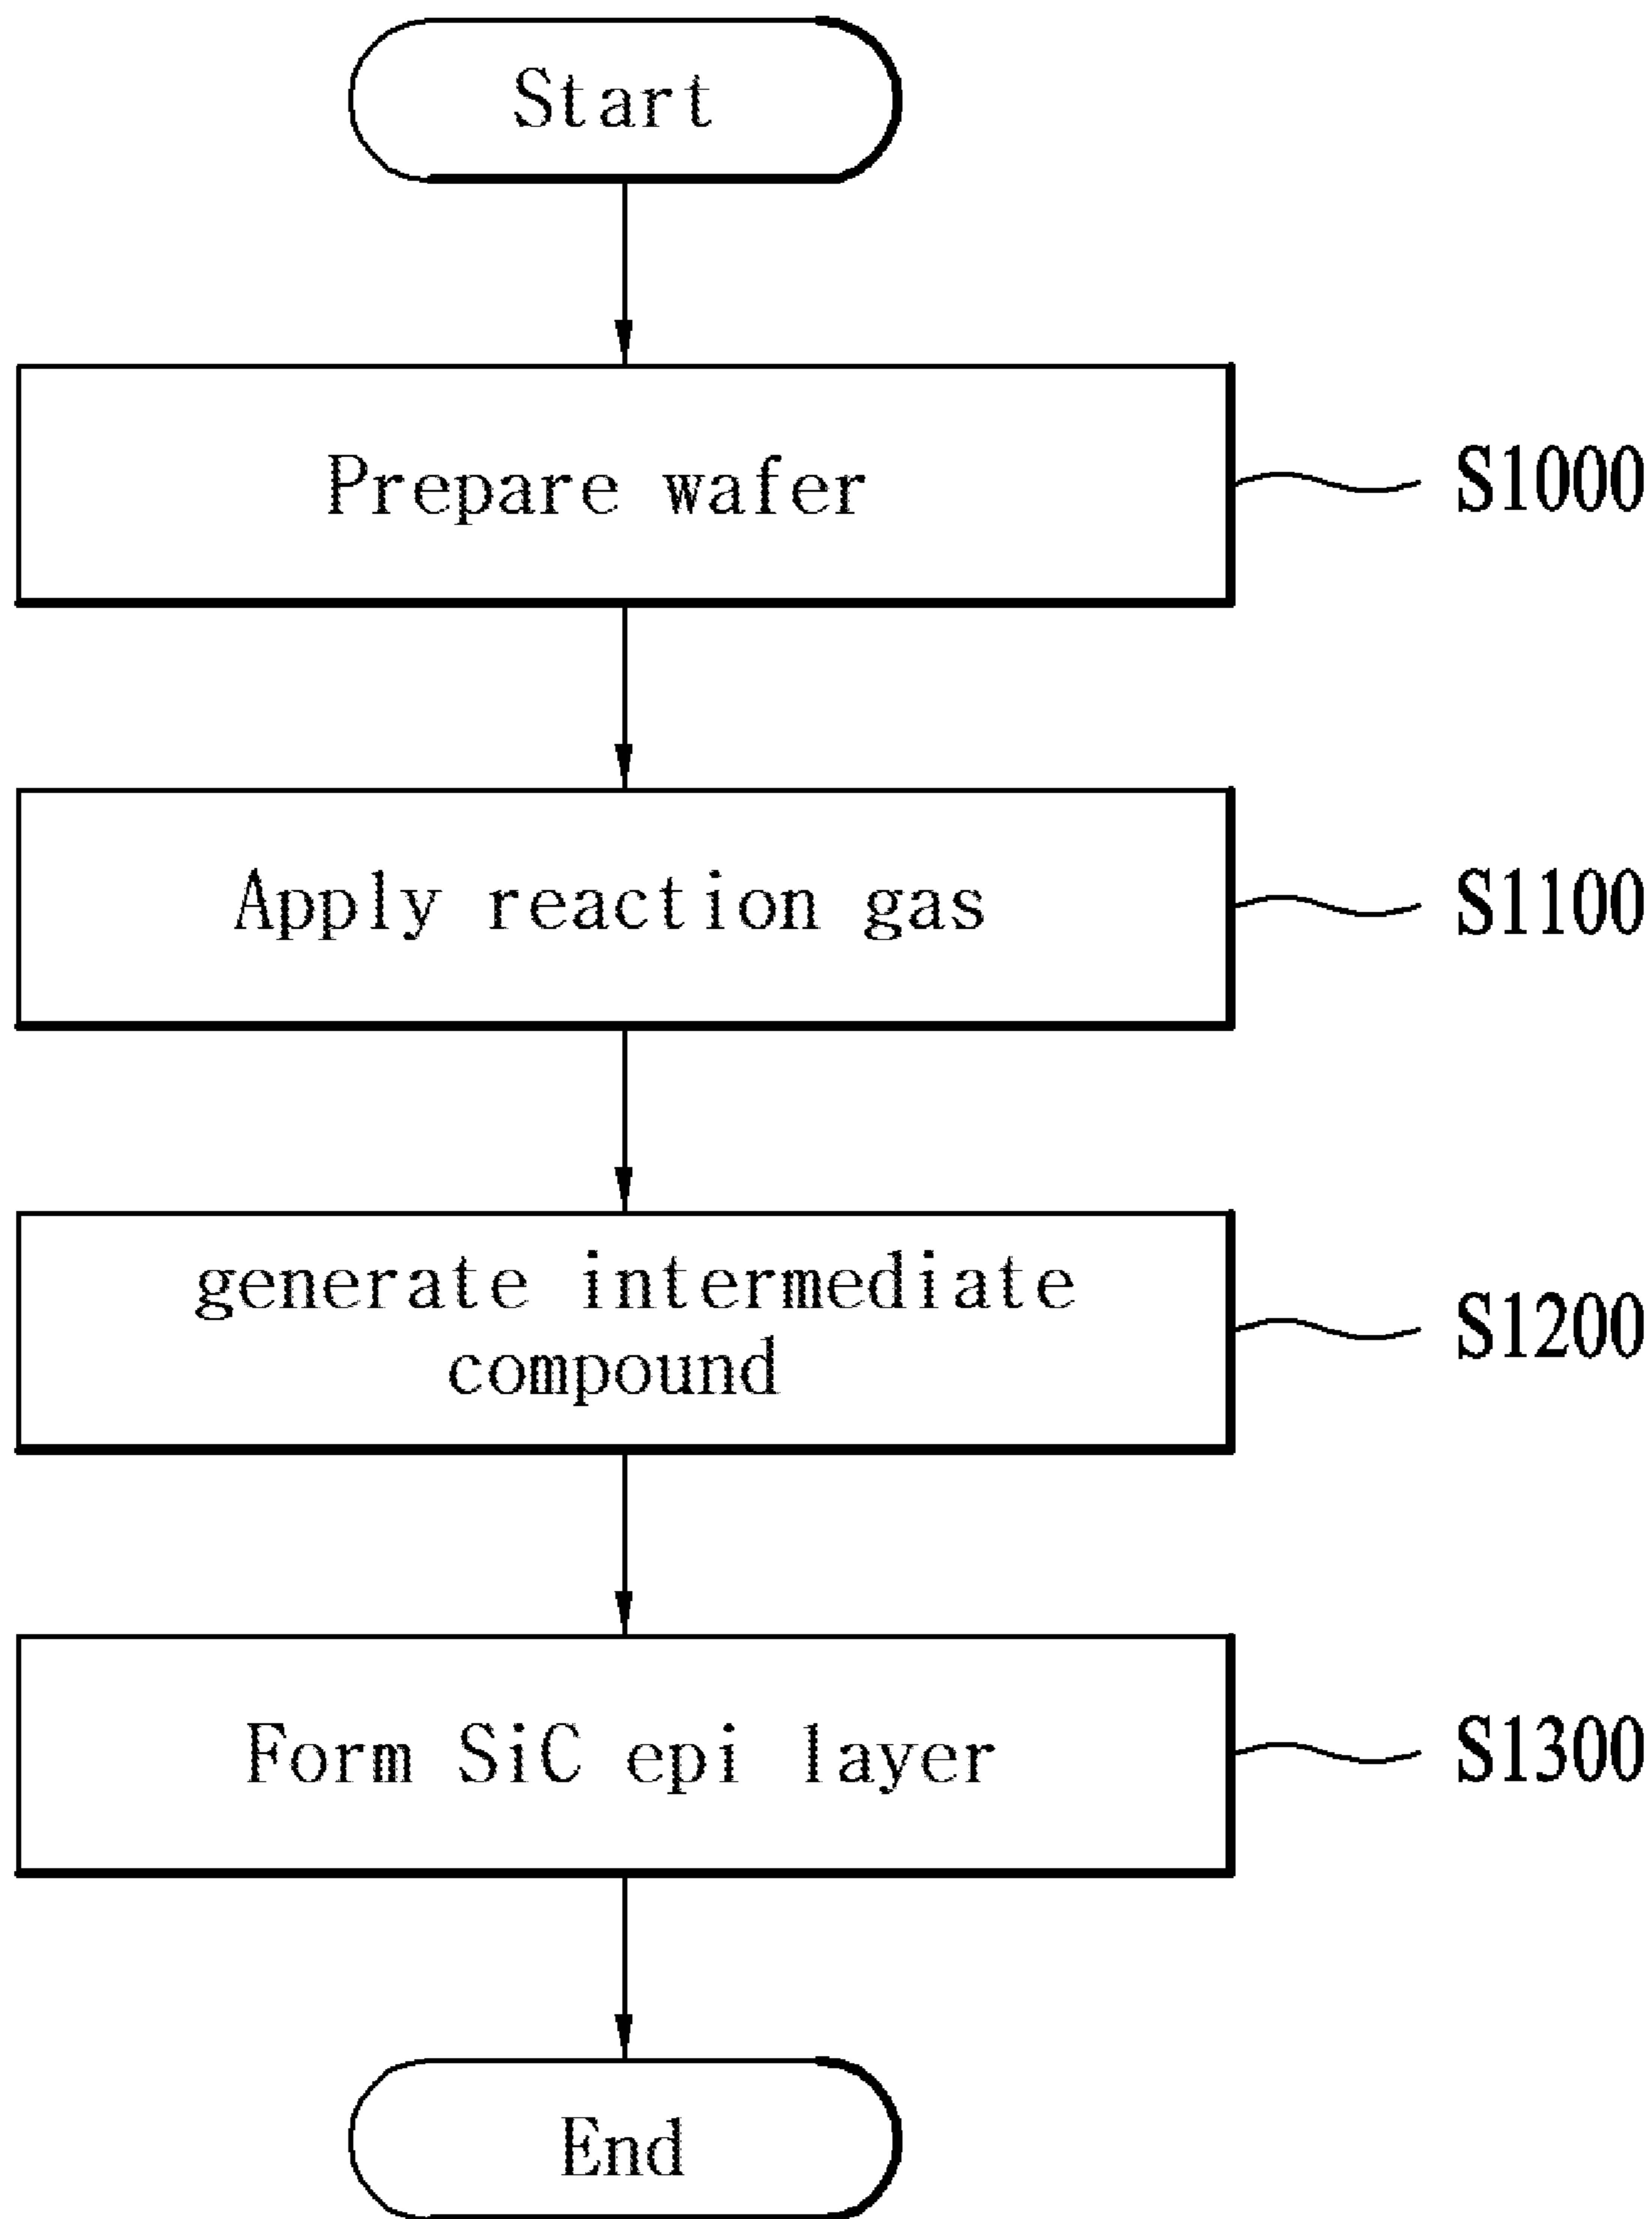 Start
Prepare wafer
S1000
Apply reaction gas
S1100
generate intermediate
compound
S1200
Form SiC epi layer
S1300
End